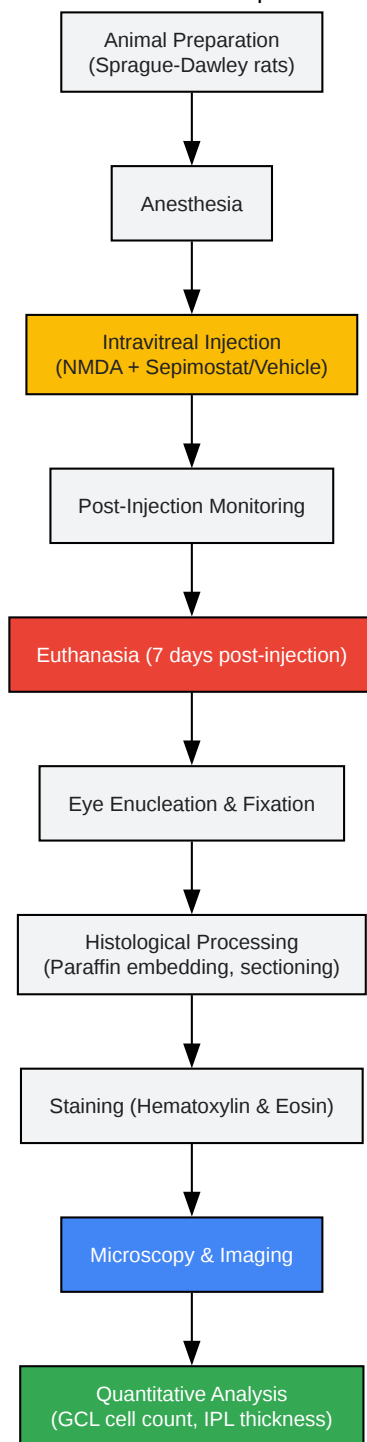 Animal Preparation
(Sprague-Dawley rats)
Anesthesia
Intravitreal Injection
(NMDA + Sepimostat/Vehicle)
Post-Injection Monitoring
Euthanasia (7 days post-injection)
Eye Enucleation & Fixation
Histological Processing
(Paraffin embedding, sectioning)
Staining (Hematoxylin & Eosin)
Microscopy & Imaging
Quantitative Analysis
(GCL cell count, IPL thickness)